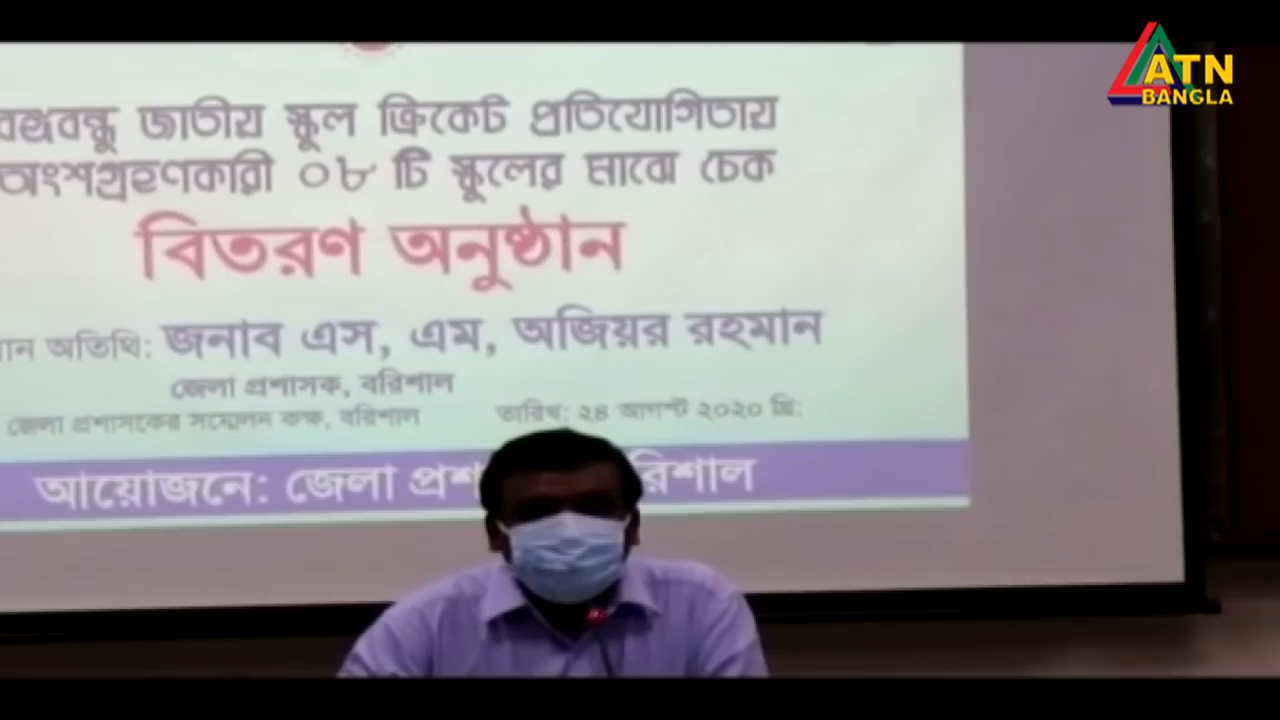 ATN
BANGLA
বঙ্গবন্ধু জাতীয় স্কুল ক্রিকেট প্রতিযোগিতায়
অংশগ্রহণকারী ০৮ টি স্কুলের মাঝে চেক
বিতরণ অনুষ্ঠান
অতিথি: জনাব এস, এম, অজিয়র রহমান
জেলা প্রশাসক, বরিশাল
জেলা প্রশাসকের সম্মেলন কক্ষ, বরিশাল তারিখ: ২৪ আগস্ট ২০২০ খ্রি:
আয়োজনে: জেলা প্রশ রিশাল